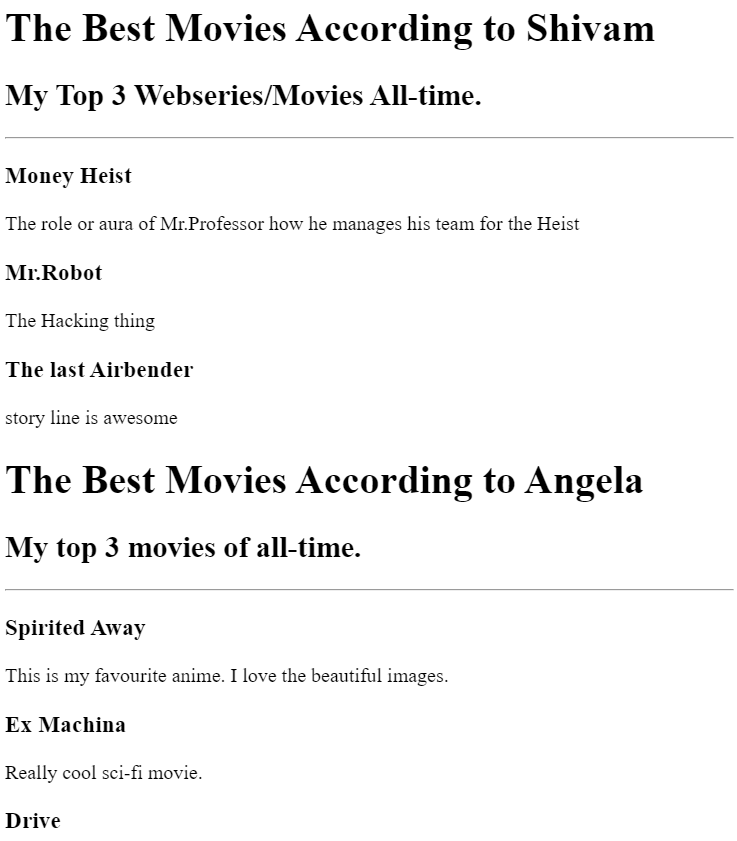 The Best Movies According to Shivam
My Top 3 Webseries/Movies All-time.
Money Heist
The role or aura of Mr.Professor how he manages his team for the Heist
Mr.Robot
The Hacking thing
The last Airbender
story line is awesome
The Best Movies According to Angela
My top 3 movies of all-time.
Spirited Away
This is my favourite anime. I love the beautiful images.
Ex Machina
Really cool sci-fi movie.
Drive